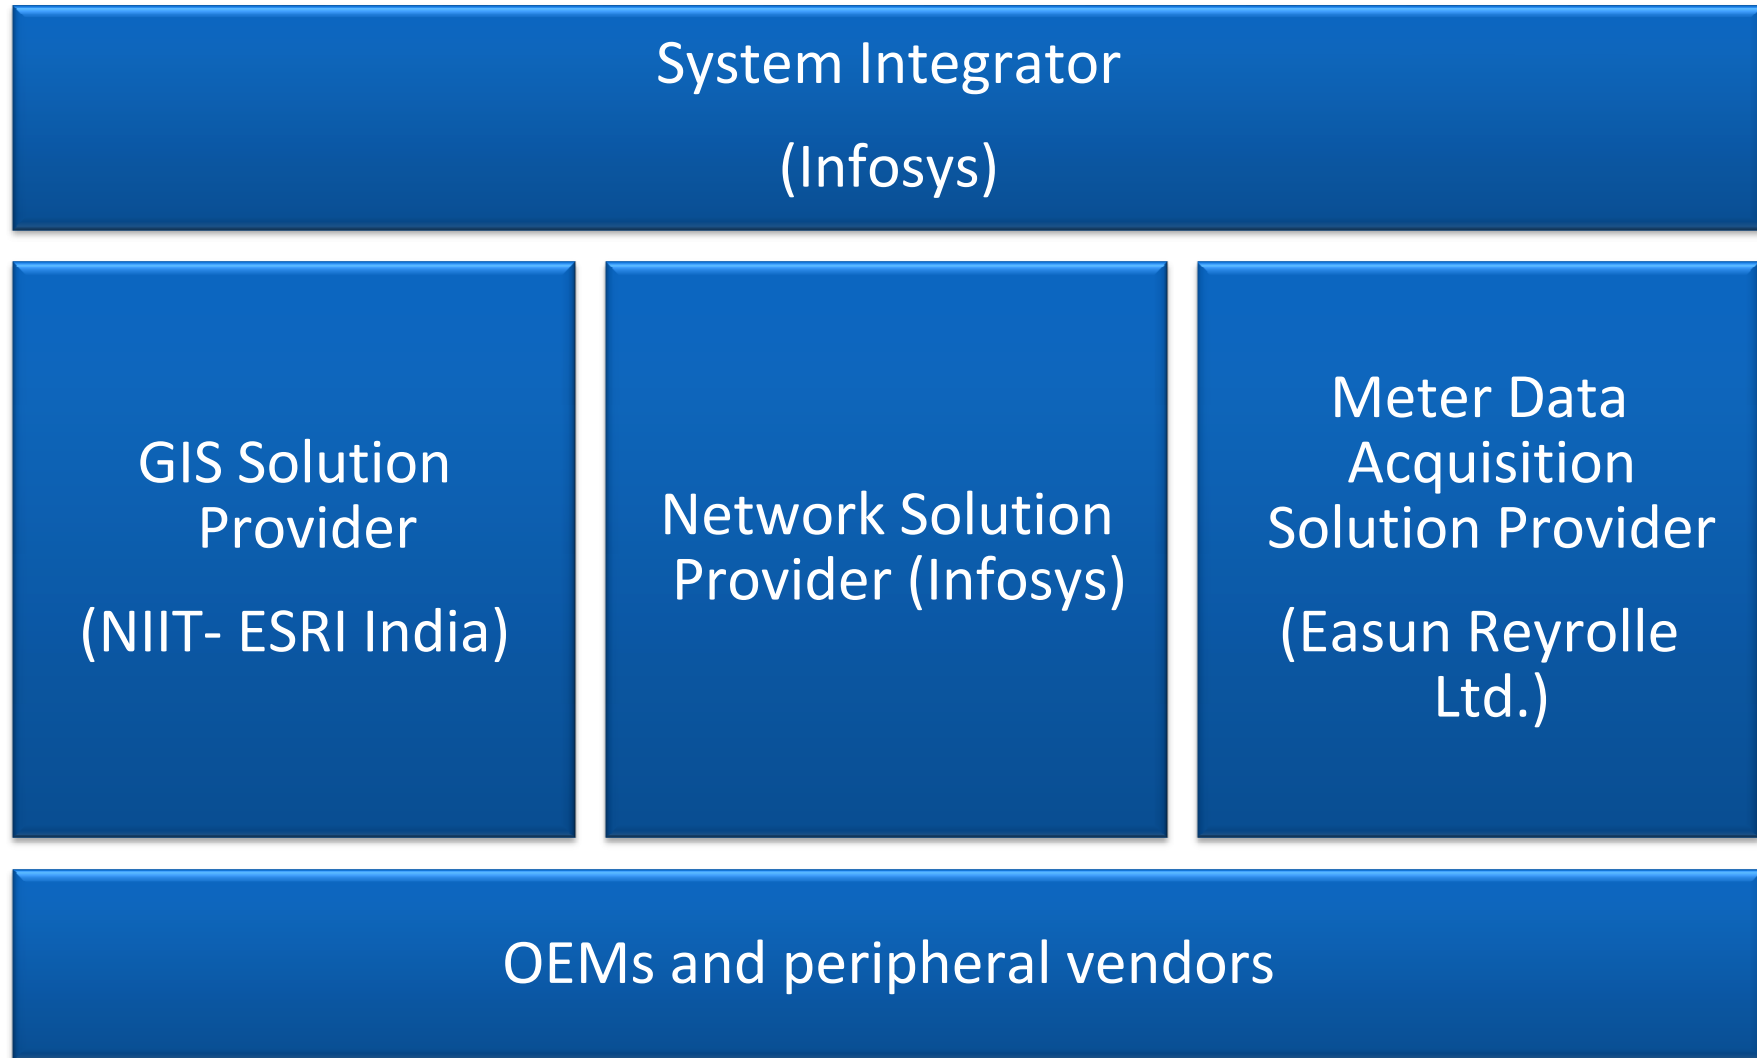 System Integrator
(Infosys)
GIS Solution
Provider
(NIIT- ESRI India)
Network Solution
Provider (Infosys)
Meter Data
Acquisition
Solution Provider
(Easun Reyrolle
Ltd.)
OEMs and peripheral vendors